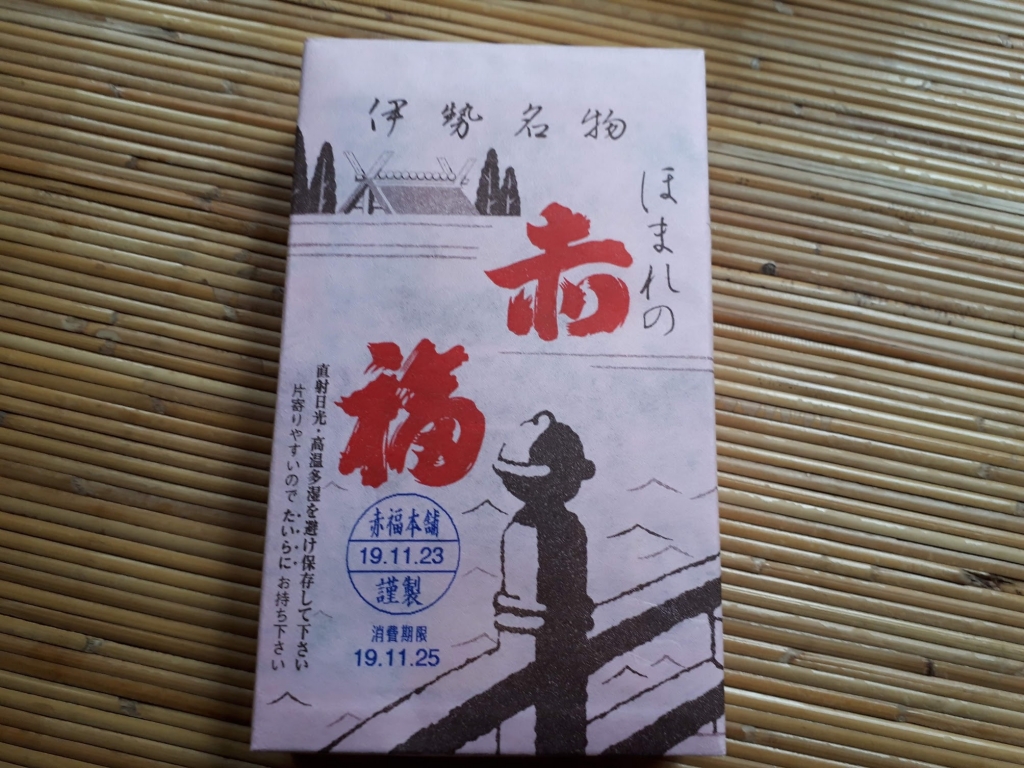 伊勢名物
ほまれの
赤
福
直射日光・高温多湿を避け保存して下さい
片寄りやすいので たいらに お持ち下さい
赤福本舗
19.11.23
謹製
消費期限
19.11.25